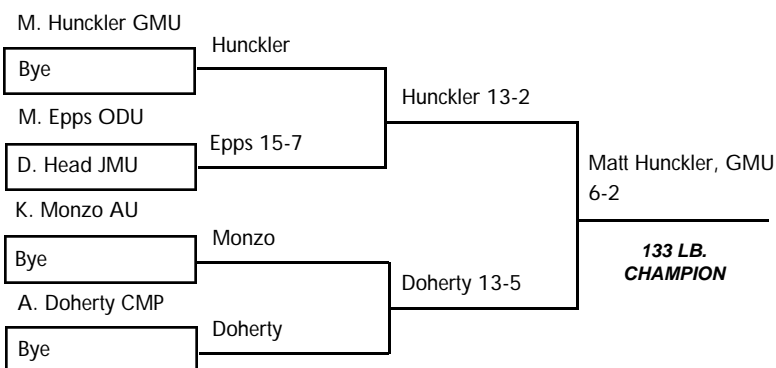 M. Hunckler GMU
Bye
Hunckler
M. Epps ODU
D. Head JMU
Epps 15-7
Hunckler 13-2
K. Monzo AU
Bye
Monzo
A. Doherty CMP
Bye
Doherty
Doherty 13-5
Matt Hunckler, GMU
6-2
133 LB.
CHAMPION